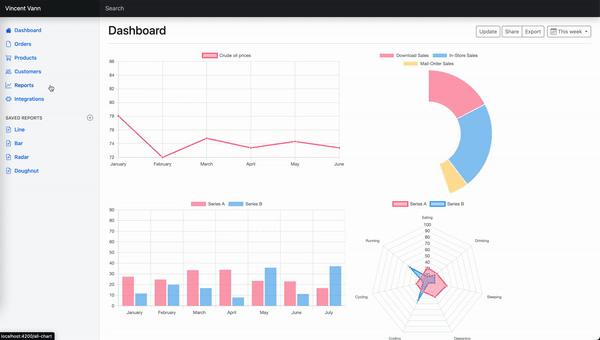 Vincent Vann
Search
Dashboard
Orders
Products
Customers
Reports
Integrations
SAVED REPORTS
Line
Bar
Radar
Doughnut
Dashboard
Update Share Export This week
Crude oil prices
88
86
84
82
80
78
76
74
72
January February March April May June
Download Sales In-Store Sales
Mail-Order Sales
Series A Series B
90
80
70
60
50
40
30
20
10
0
January February March April May June July
Series A Series B
Eating
Drinking
Sleeping
Designing
Coding
Cycling
Running
100
90
80
70
60
50
40
localhost:4200/all-chart